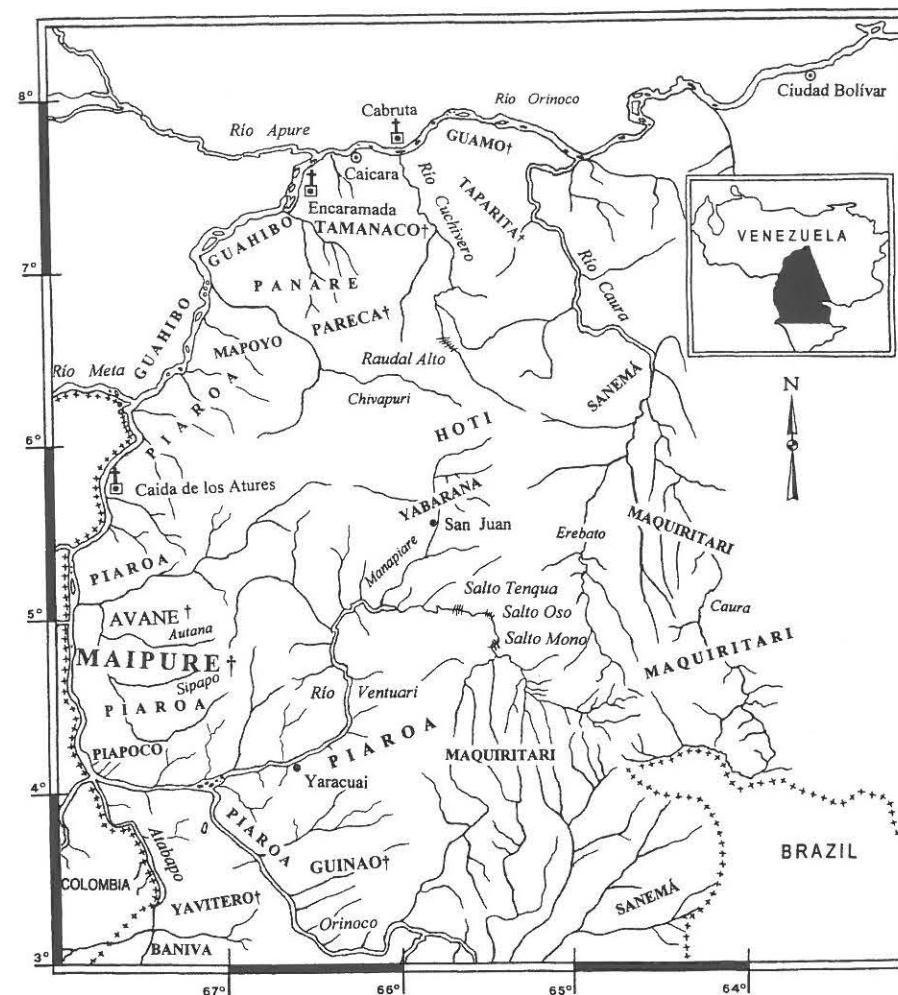 8°
Río Apure
Cabruta
Río Orinoco
Ciudad Bolívar
GUAMO†
Caicara
Encaramada
TAMANACO†
Río Cuchivero
TAPARITA†
GUAHIBO
VENEZUELA
7°
PANARE
Río Caura
PARECA†
GUAHIBO
MAPOYO
Raudal Alto
Río Meta
PIAROA
Chivapuri
SANEMÁ
N
HOTI
6°
Caida de los Atures
YABARANA
San Juan
MAQUIRITARI
Erebato
Manapiare
PIAROA
Salto Tenqua
Caura
5°
AVANE†
Salto Oso
Autana
Salto Mono
MAIPURE†
MAQUIRITARI
Sipapo
PIAROA
Río Ventuari
PIAROA
PIAPOCO
MAQUIRITARI
Yaracuai
4°
Atabapo
PIAROA
BRAZIL
GUINAO†
COLOMBIA
YAVITERO†
SANEMÁ
Orinoco
BANIVA
3°
67°
66°
65°
64°